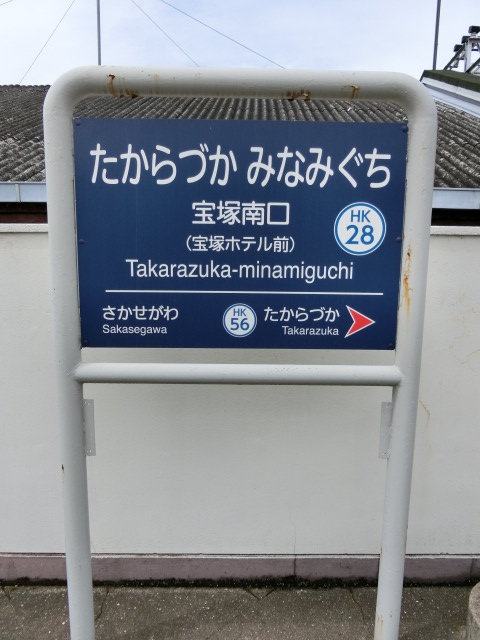 たからづか みなみぐち
宝塚南口
HK
28
(宝塚ホテル前)
Takarazuka-minamiguchi
さかせがわ
Sakasegawa
HK
56
たからづか
Takarazuka